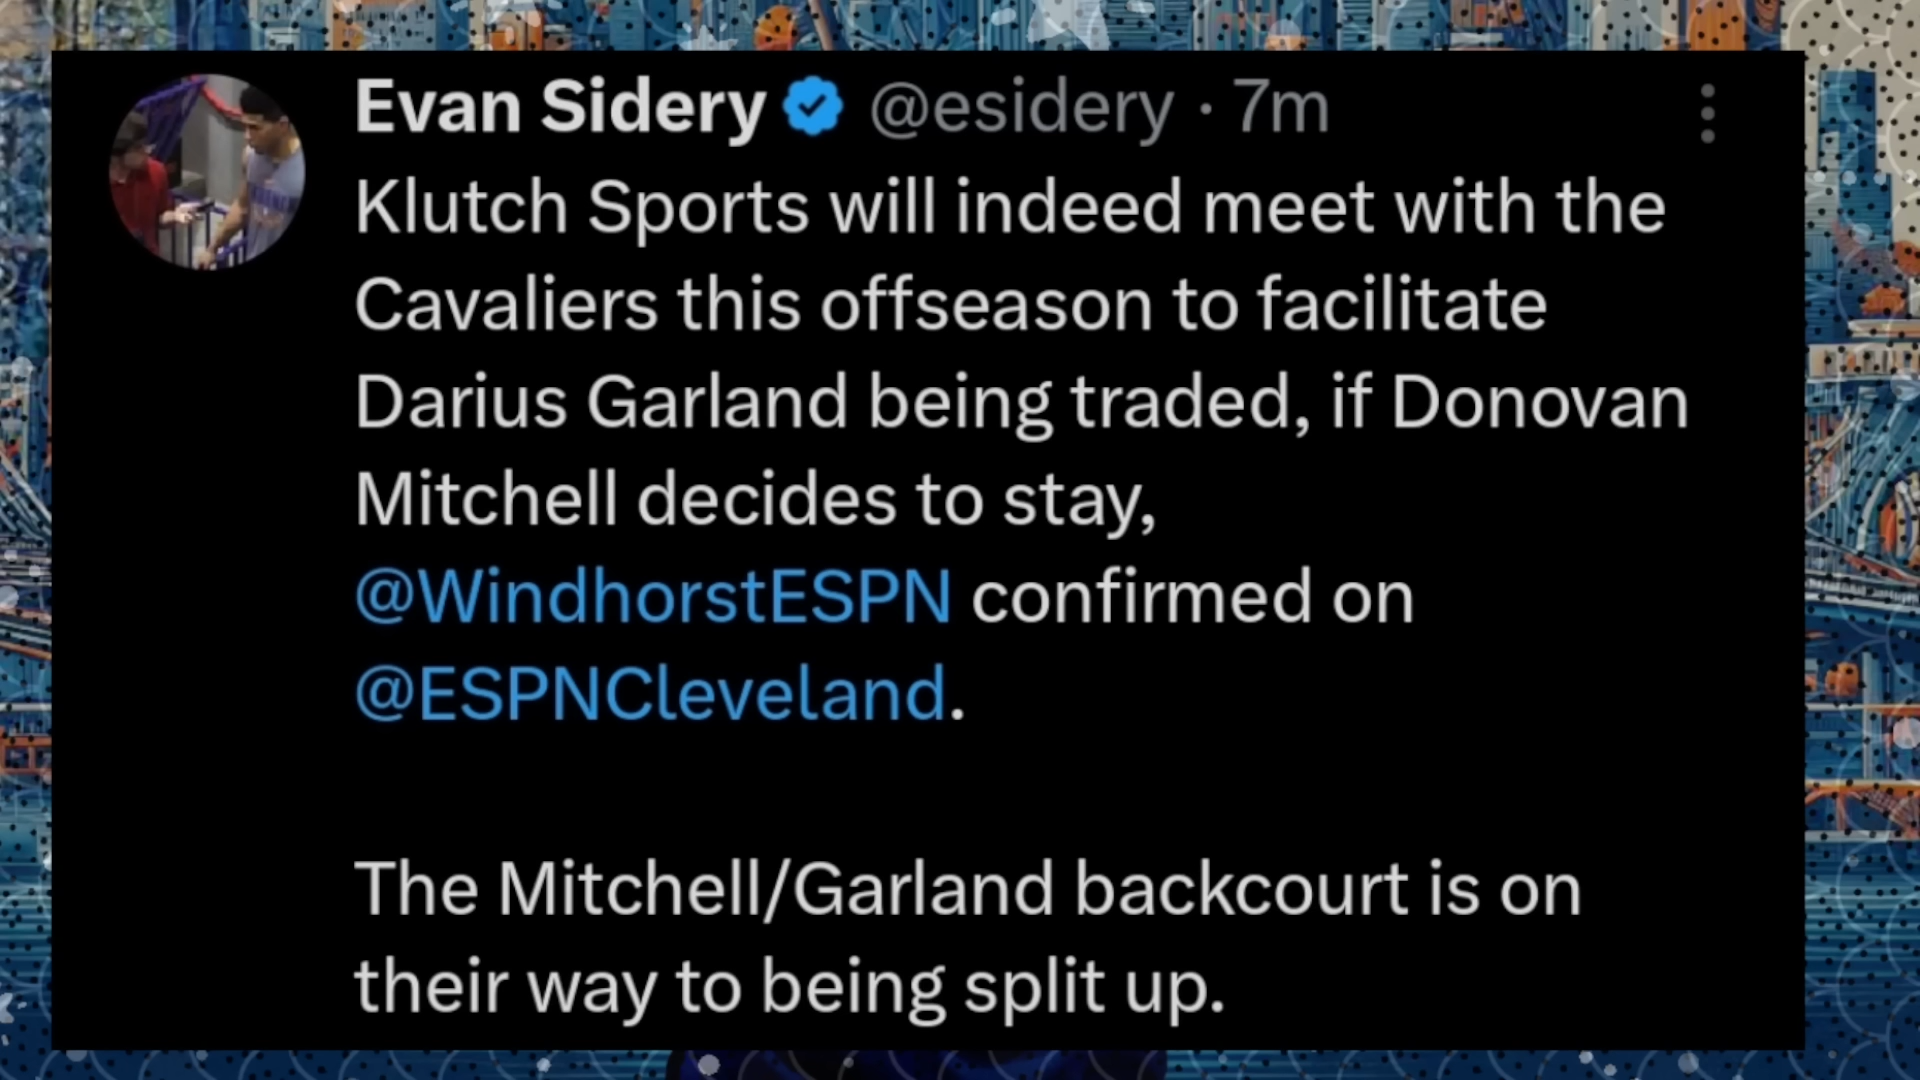 Evan Sidery @esidery · 7m
Klutch Sports will indeed meet with the
Cavaliers this offseason to facilitate
Darius Garland being traded, if Donovan
Mitchell decides to stay,
@WindhorstESPN confirmed on
@ESPNCleveland.
The Mitchell/Garland backcourt is on
their way to being split up.